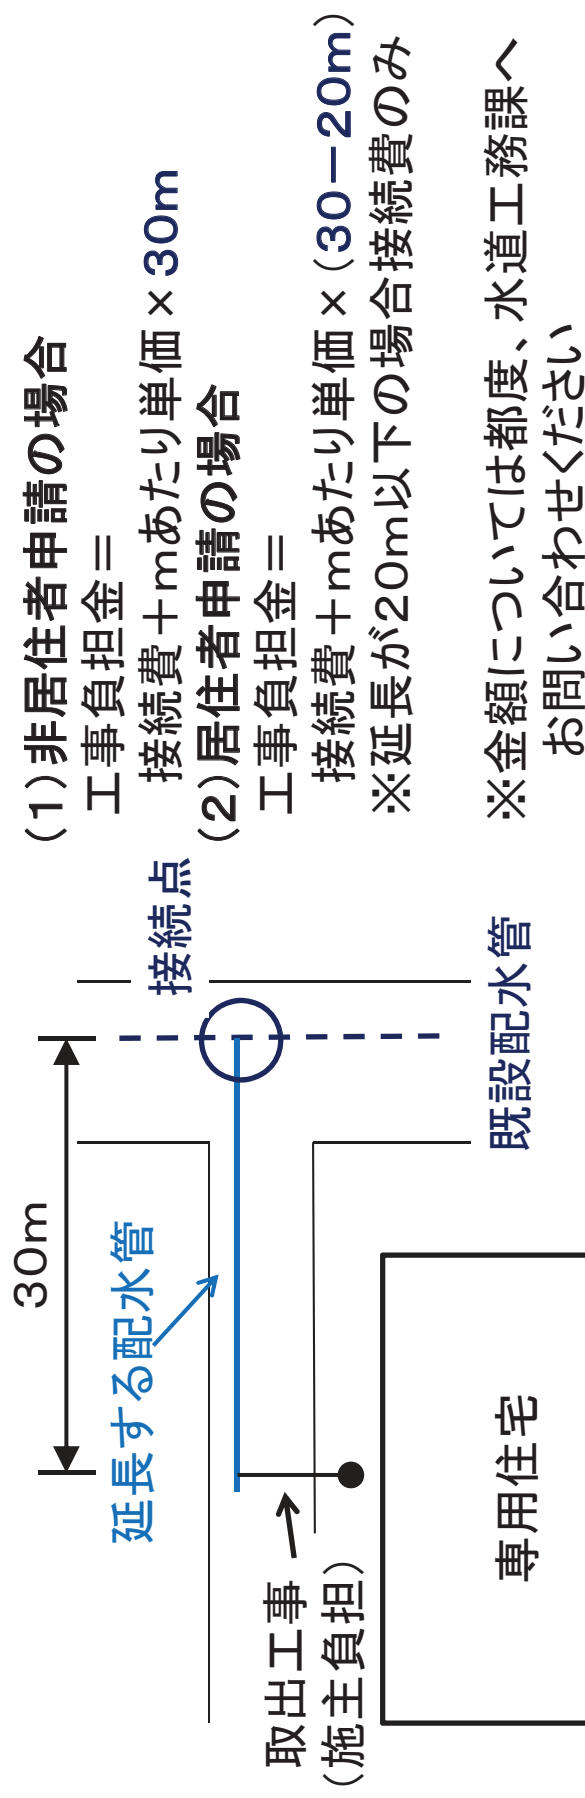 30m
延長する配水管
接続点
既設配水管
取出工事
（施主負担）
専用住宅
（1）非居住者申請の場合
工事負担金＝
接続費＋mあたり単価×30m
（2）居住者申請の場合
工事負担金＝
接続費＋mあたり単価×（30－20m）
※延長が20m以下の場合接続費のみ
※金額については都度、水道工務課へ
お問い合わせください